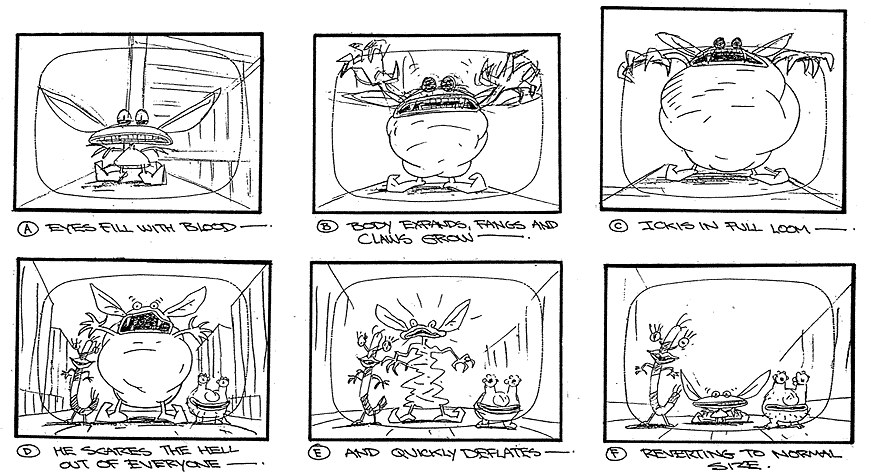 A EYES FILL WITH BLOOD —.
B BODY EXPANDS, FANGS AND
CLAWS GROW —.
C ICKIS IN FULL LOOM —.
D HE SCARES THE HELL
OUT OF EVERYONE —.
E AND QUICKLY DEFLATES —.
F REVERTING TO NORMAL
SIZE.